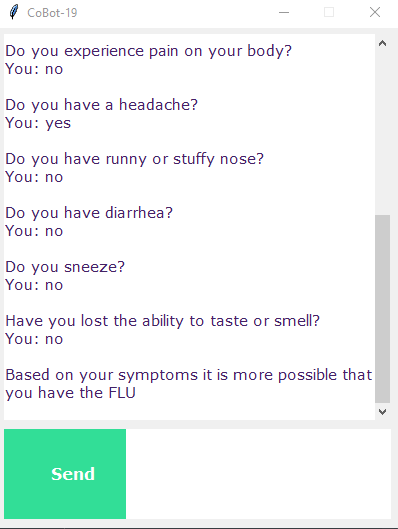 CoBot-19
Do you experience pain on your body?
You: no
Do you have a headache?
You: yes
Do you have runny or stuffy nose?
You: no
Do you have diarrhea?
You: no
Do you sneeze?
You: no
Have you lost the ability to taste or smell?
You: no
Based on your symptoms it is more possible that
you have the FLU
Send